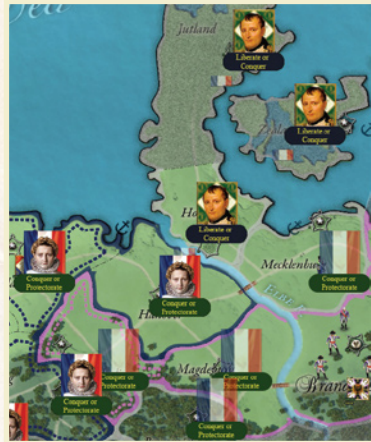 Sea
Jutland
Liberate or
Conquer
Liberate or
Conquer
Liberate or
Conquer
Mecklenburg
Conquer or
Protectorate
Conquer or
Protectorate
Conquer or
Protectorate
Conquer or
Protectorate
Magdeburg
Conquer or
Protectorate
Conquer or
Protectorate
Conquer or
Protectorate